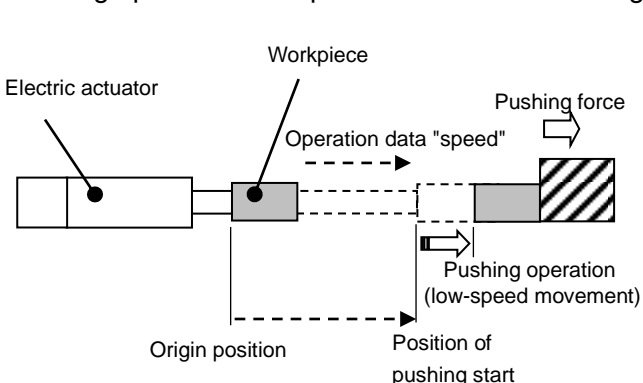 Workpiece
Electric actuator
Pushing force
Operation data "speed"
Pushing operation
(low-speed movement)
Origin position
Position of
pushing start